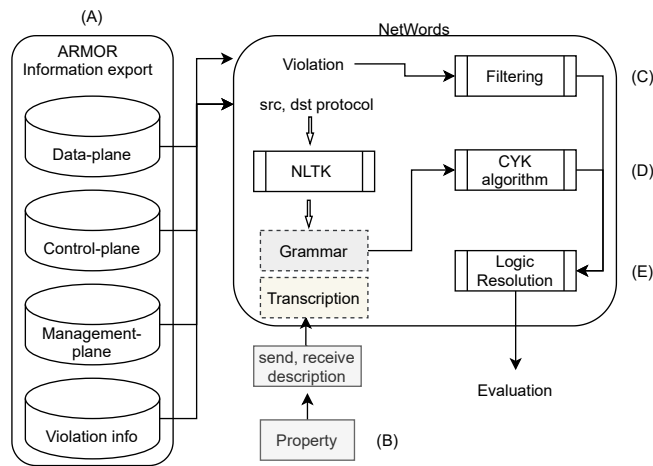 (A)
ARMOR
Information export
Data-plane
Control-plane
Management-
plane
Violation info
NetWords
Violation
src, dst protocol
NLTK
Grammar
Transcription
send, receive
description
Property
(B)
Filtering
(C)
CYK
algorithm
(D)
Logic
Resolution
(E)
Evaluation